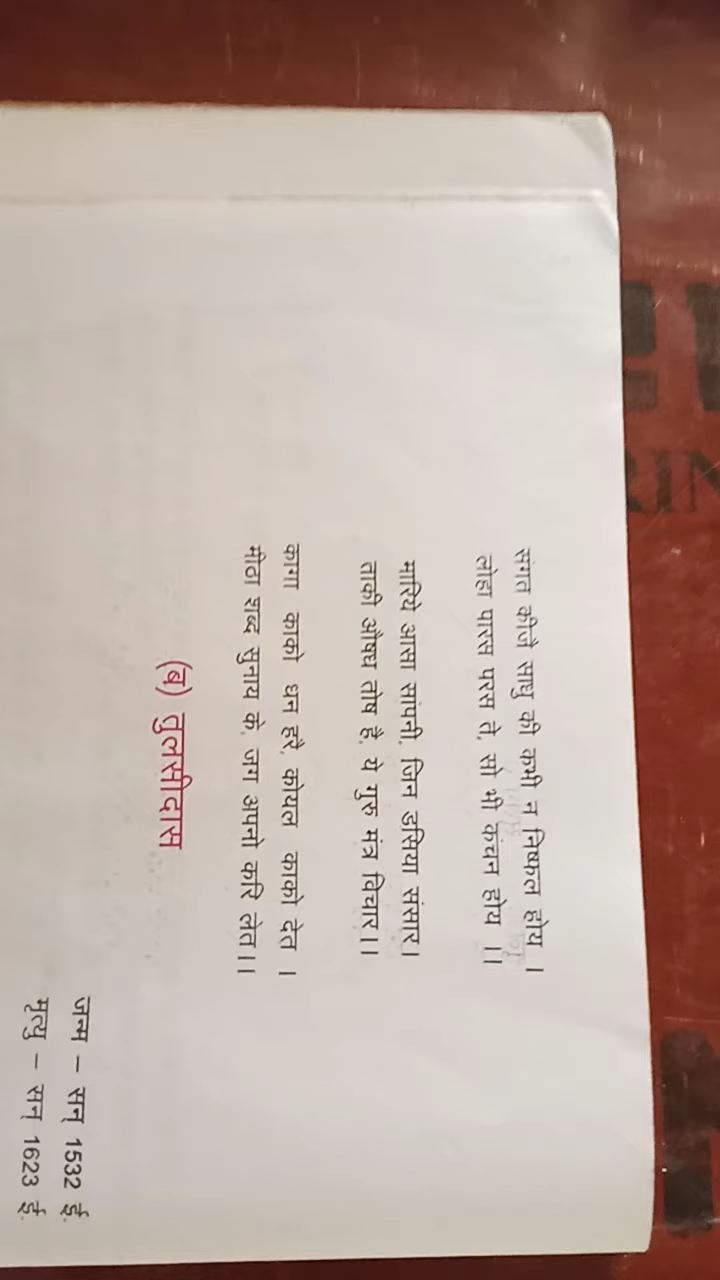 संगत कीजै साधु की कभी न निष्फल होय ।
लोहा पारस परस ते, सो भी कंचन होय ।।
मारिये आसा सांपनी, जिन डसिया संसार।
ताकी औषध तोष है, ये गुरु मंत्र विचार।।
कागा काको धन हरै, कोयल काको देत ।
मीठा शब्द सुनाय के, जग अपनो करि लेत।।
(ब) तुलसीदास
जन्म – सन् 1532 ई.
मृत्यु – सन् 1623 ई.
RIN